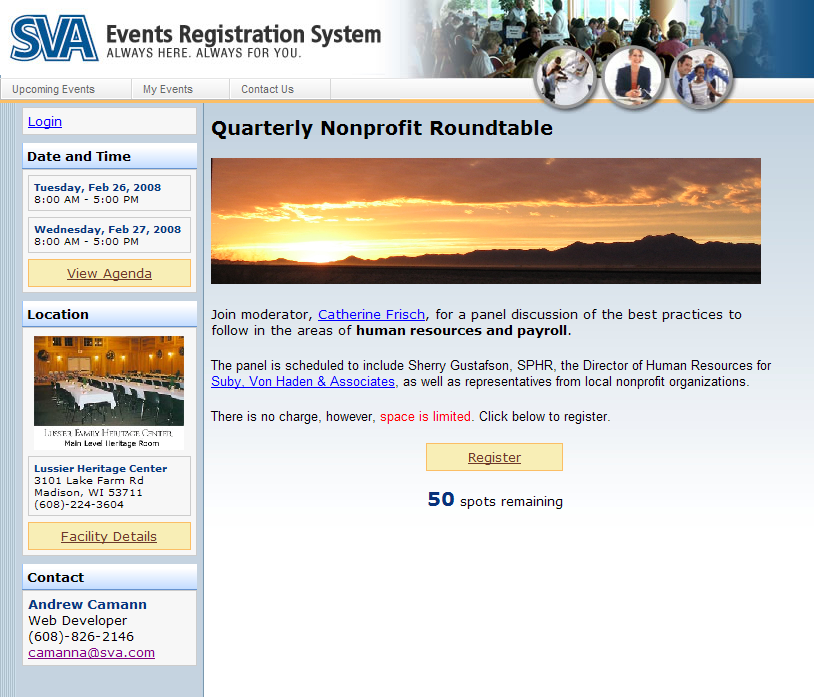 SVA Events Registration System
ALWAYS HERE. ALWAYS FOR YOU.
Upcoming Events
My Events
Contact Us
Login
Date and Time
Tuesday, Feb 26, 2008
8:00 AM - 5:00 PM
Wednesday, Feb 27, 2008
8:00 AM - 5:00 PM
View Agenda
Location
Lussier Family Heritage Center
Main Level Heritage Room
Lussier Heritage Center
3101 Lake Farm Rd
Madison, WI 53711
(608)-224-3604
Facility Details
Contact
Andrew Camann
Web Developer
(608)-826-2146
camanna@sva.com
Quarterly Nonprofit Roundtable
Join moderator, Catherine Frisch, for a panel discussion of the best practices to
follow in the areas of human resources and payroll.
The panel is scheduled to include Sherry Gustafson, SPHR, the Director of Human Resources for
Suby, Von Haden & Associates, as well as representatives from local nonprofit organizations.
There is no charge, however, space is limited. Click below to register.
Register
50 spots remaining